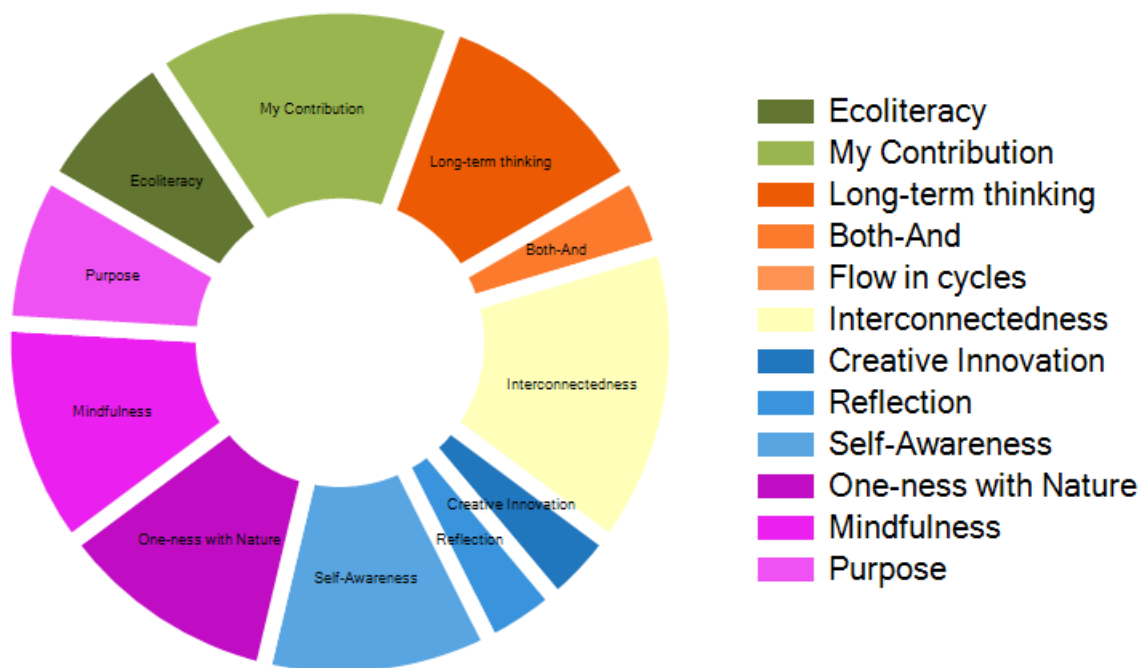 My Contribution
Long-term thinking
Ecoliteracy
Both-And
Purpose
Interconnectedness
Mindfulness
Creative Innovation
One-ness with Nature
Reflection
Self-Awareness
Ecoliteracy
My Contribution
Long-term thinking
Both-And
Flow in cycles
Interconnectedness
Creative Innovation
Reflection
Self-Awareness
One-ness with Nature
Mindfulness
Purpose